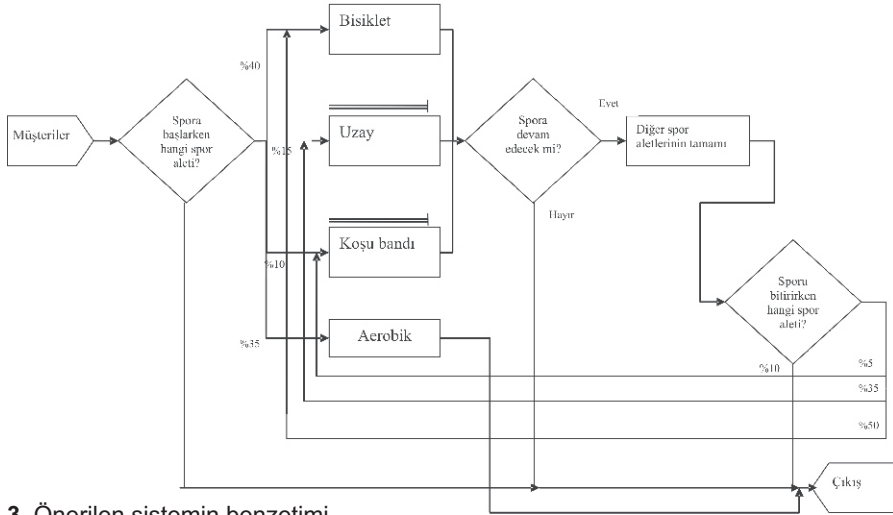 Bisiklet
%40
Müşteriler
Spora
başlarken
hangi spor
aleti?
%15
Uzay
Spora
devam
edecek mi?
Evet
Diğer spor
aletlerinin tamamı
Hayır
Koşu bandı
%10
Sporu
bitirirken
hangi spor
aleti?
%35
Aerobik
%10
%5
%35
%50
Çıkış
3. Önerilen sistemin benzetimi